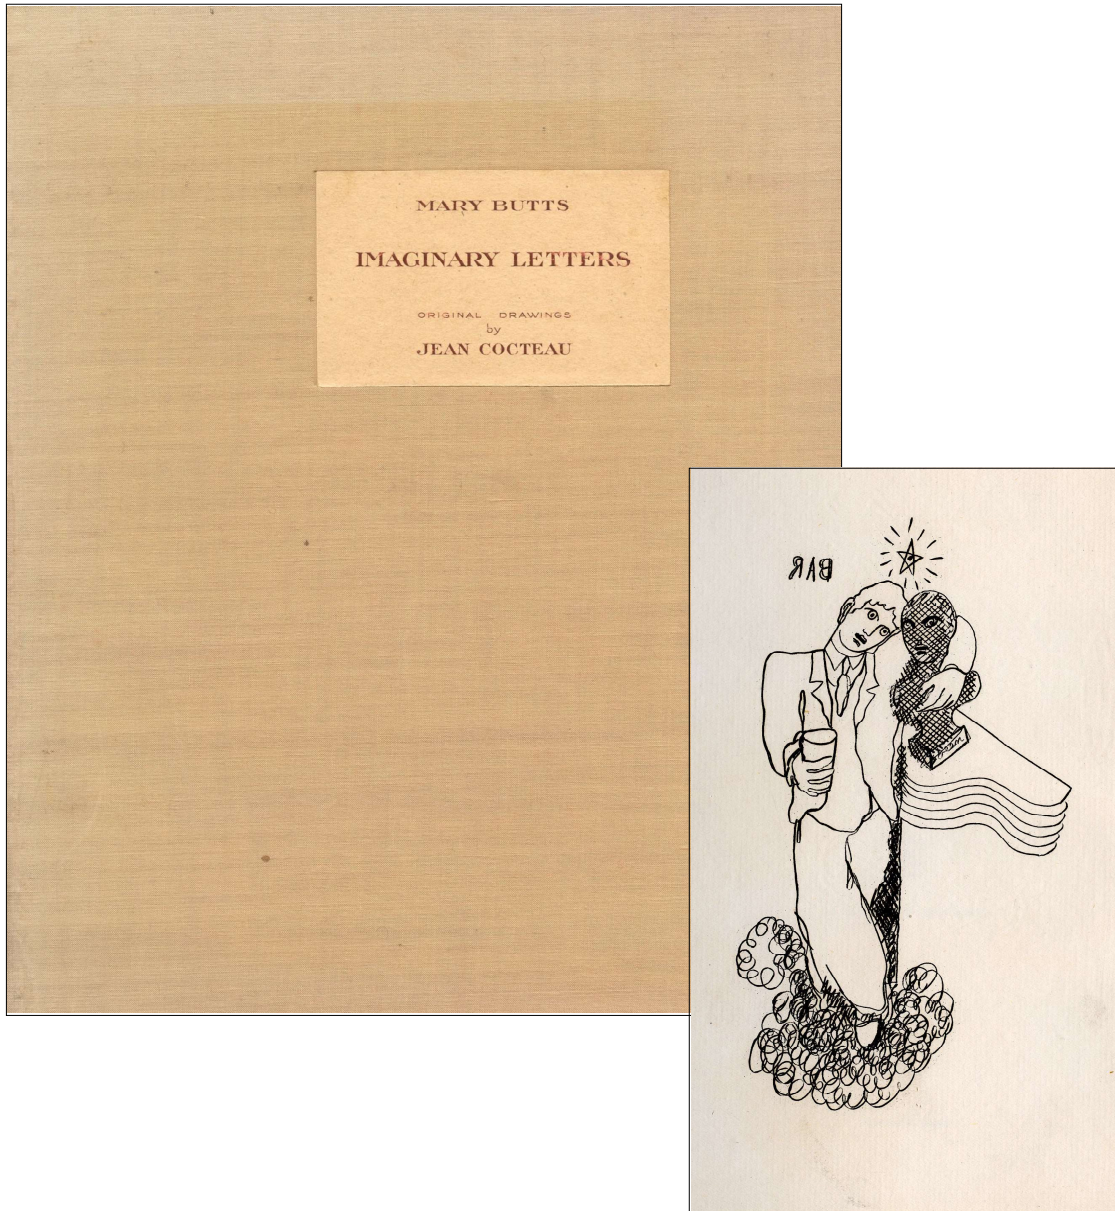 MARY BUTTS
IMAGINARY LETTERS
ORIGINAL DRAWINGS
by
JEAN COCTEAU
BAR